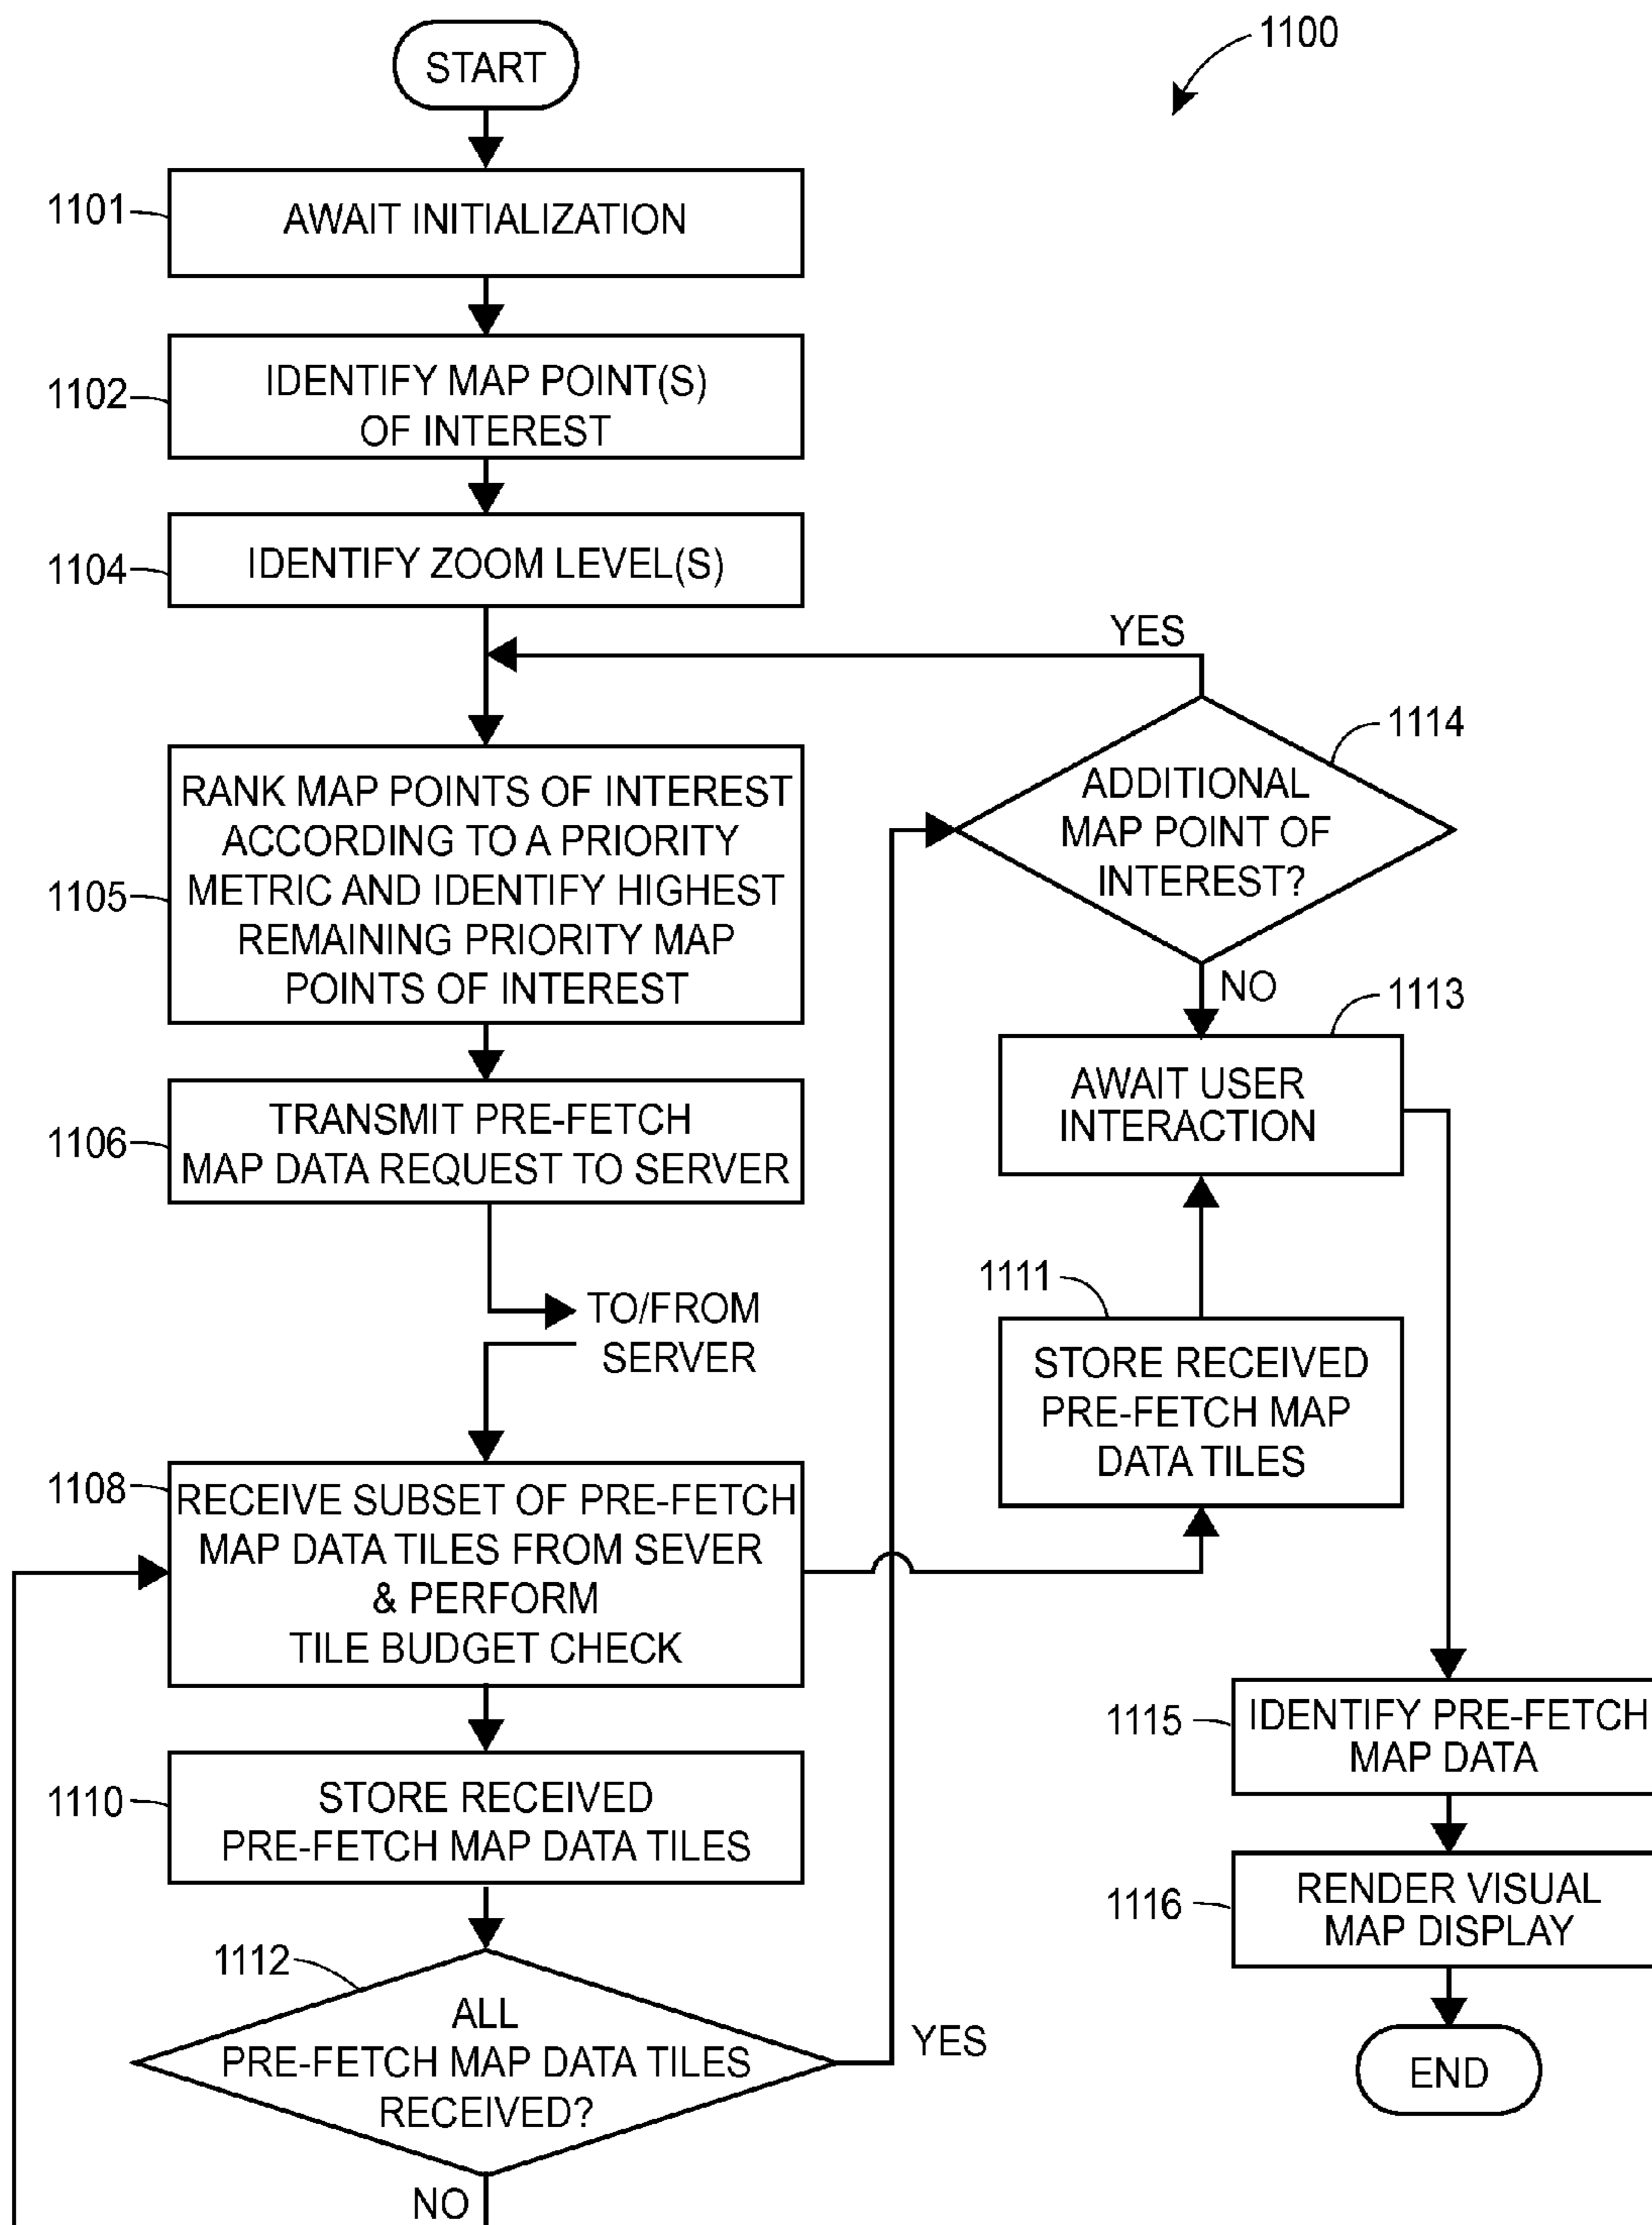 1100
START
1101
AWAIT INITIALIZATION
1102
IDENTIFY MAP POINT(S)
OF INTEREST
1104
IDENTIFY ZOOM LEVEL(S)
YES
1105
RANK MAP POINTS OF INTEREST
ACCORDING TO A PRIORITY
METRIC AND IDENTIFY HIGHEST
REMAINING PRIORITY MAP
POINTS OF INTEREST
1114
ADDITIONAL
MAP POINT OF
INTEREST?
NO
1113
AWAIT USER
INTERACTION
1106
TRANSMIT PRE-FETCH
MAP DATA REQUEST TO SERVER
TO/FROM
SERVER
1111
STORE RECEIVED
PRE-FETCH MAP
DATA TILES
1108
RECEIVE SUBSET OF PRE-FETCH
MAP DATA TILES FROM SEVER
& PERFORM
TILE BUDGET CHECK
1110
STORE RECEIVED
PRE-FETCH MAP DATA TILES
1112
ALL
PRE-FETCH MAP DATA TILES
RECEIVED?
YES
NO
1115
IDENTIFY PRE-FETCH
MAP DATA
1116
RENDER VISUAL
MAP DISPLAY
END